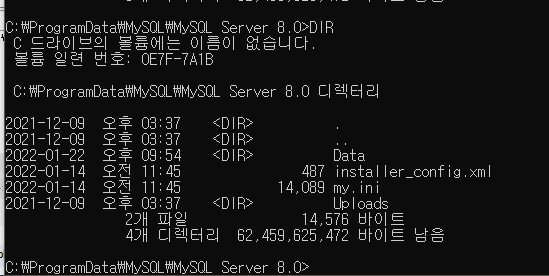 C:₩ProgramData₩MySQL₩MySQL Server 8.0>DIR
C 드라이브의 볼륨에는 이름이 없습니다.
볼륨 일련 번호: 0E7F-7A1B
C:₩ProgramData₩MySQL₩MySQL Server 8.0 디렉터리
2021-12-09 오후 03:37 <DIR> .
2021-12-09 오후 03:37 <DIR> ..
2022-01-22 오후 09:54 <DIR> Data
2022-01-14 오전 11:45 487 installer_config.xml
2022-01-14 오전 11:45 14,089 my.ini
2021-12-09 오후 03:37 <DIR> Uploads
2개 파일 14,576 바이트
4개 디렉터리 62,459,625,472 바이트 남음
C:₩ProgramData₩MySQL₩MySQL Server 8.0>